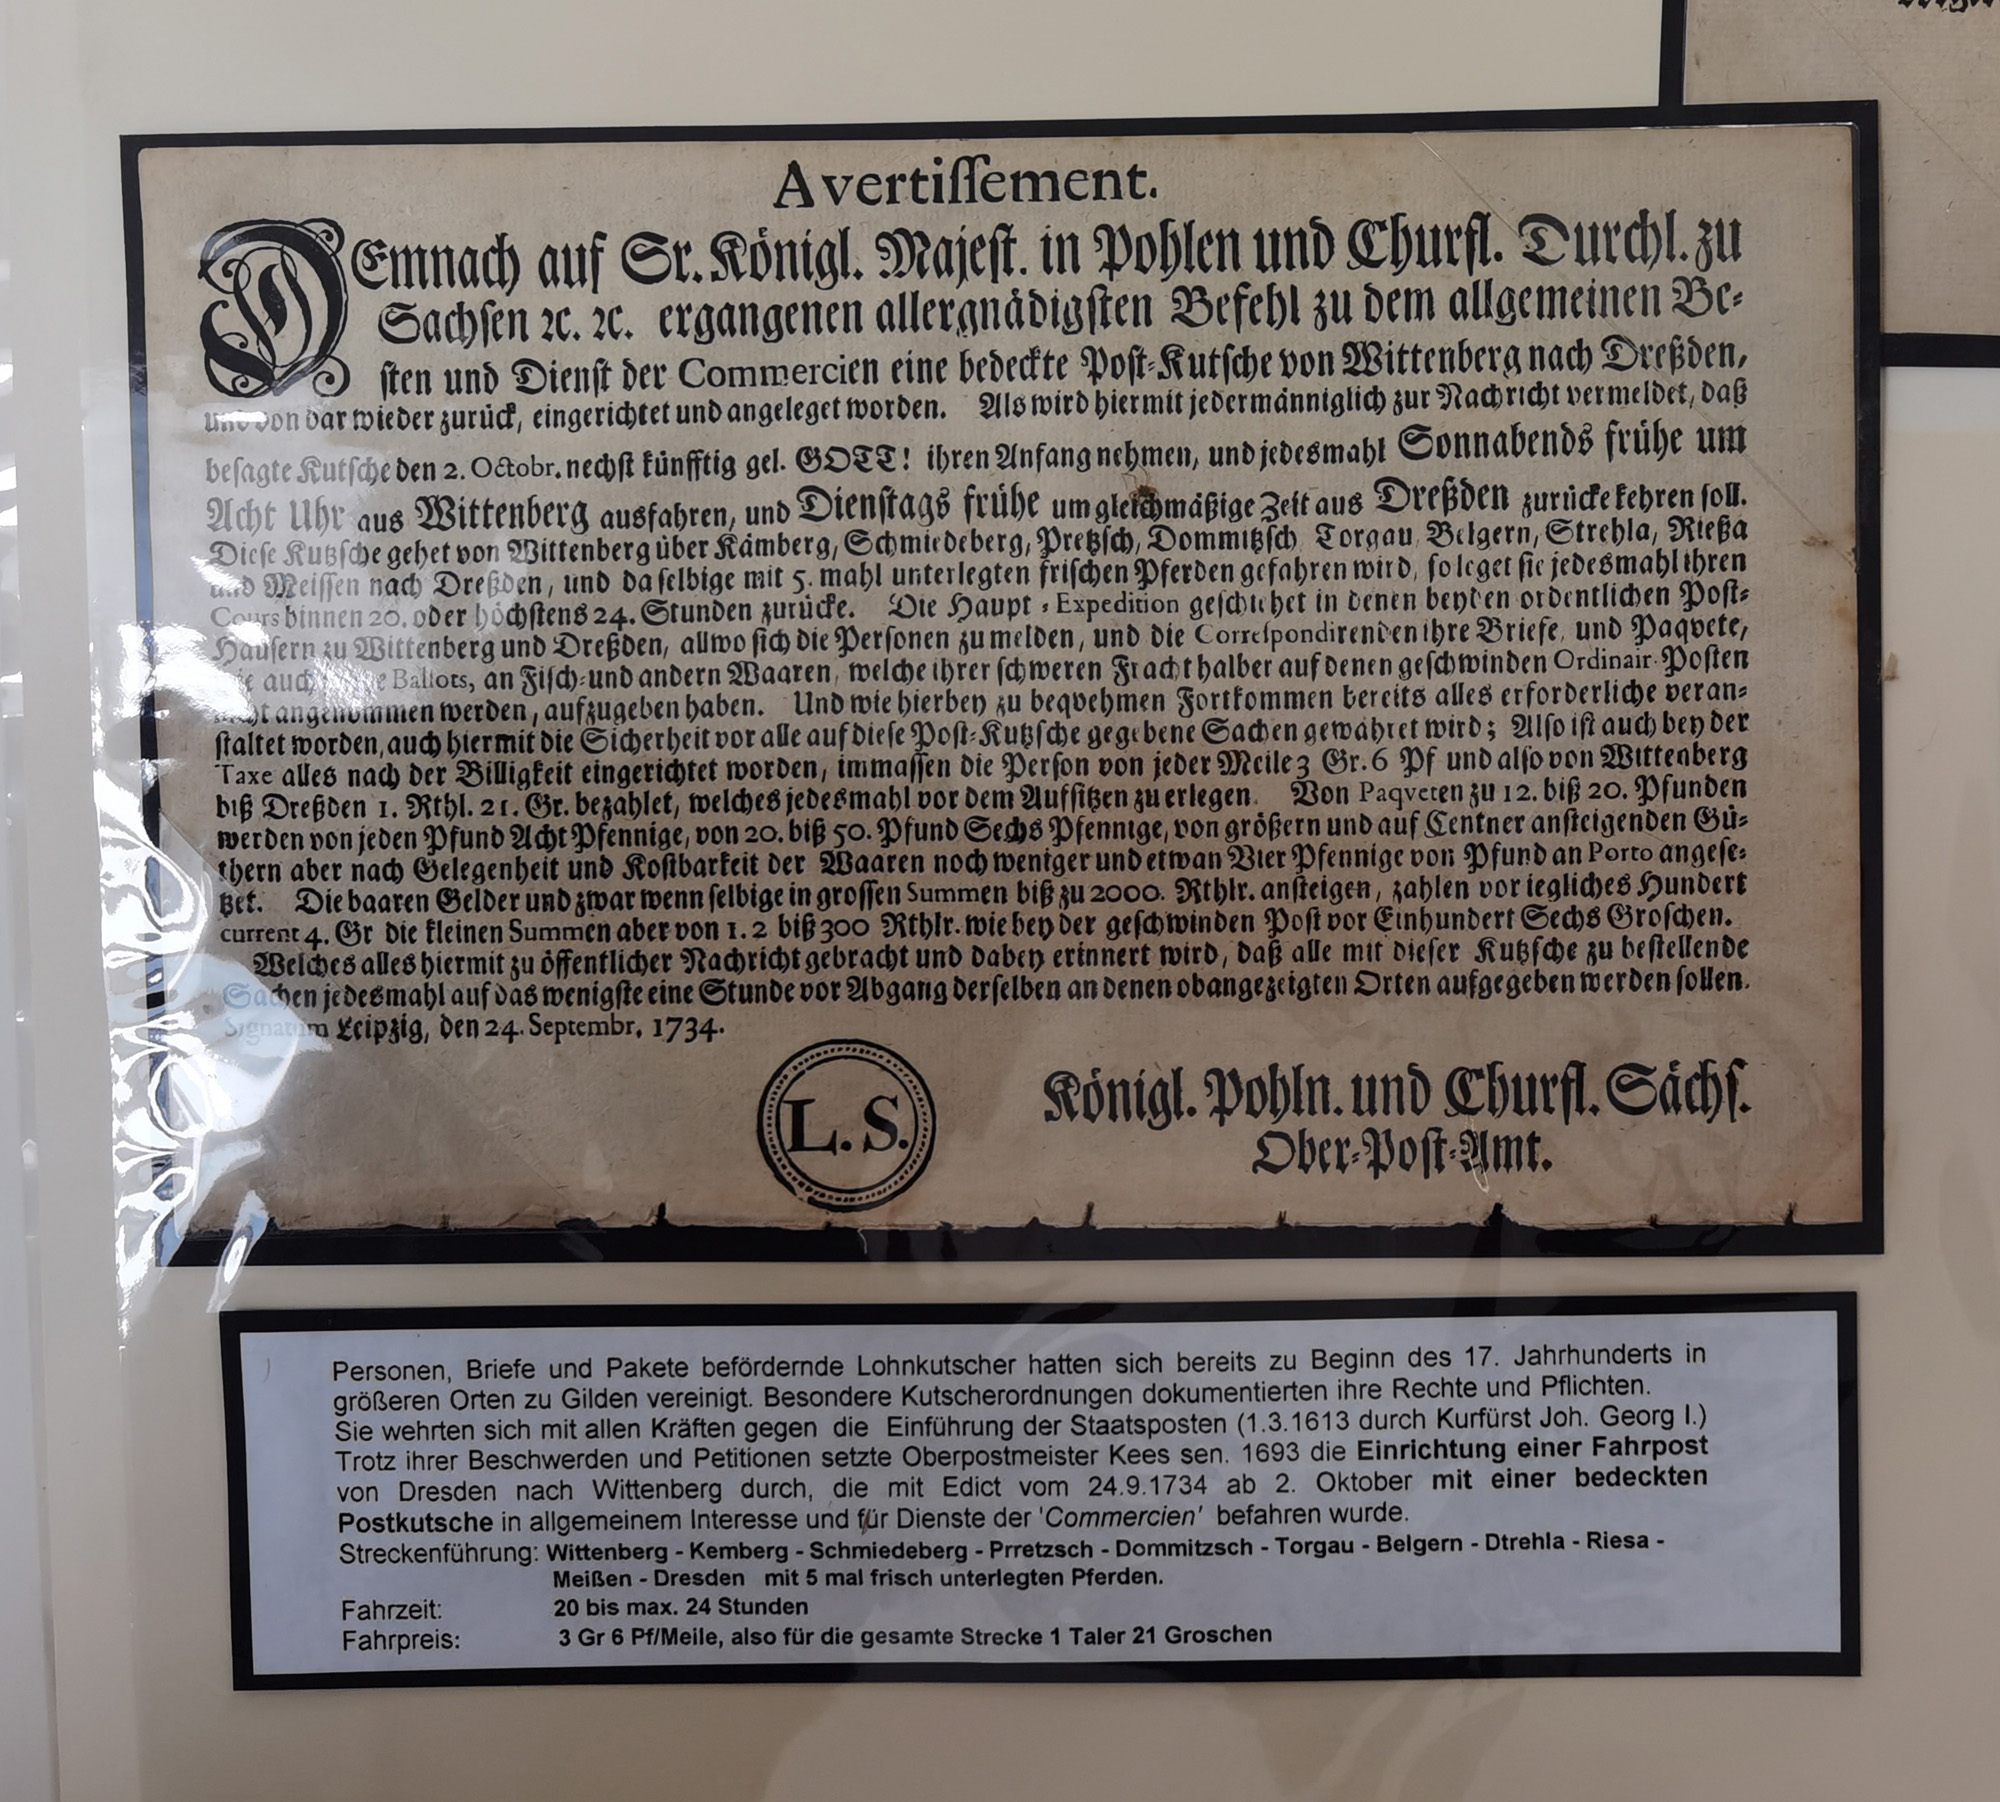 Avertiſſement.
DEmnach auf Sr. Königl. Majeſt. in Pohlen und Churfl. Durchl. zu
Sachſen ꝛc. ꝛc. ergangenen allergnädigſten Befehl zu dem allgemeinen Be-
ſten und Dienſt der Commercien eine bedeckte Poſt-Kutſche von Wittenberg nach Dreßden,
und von dar wieder zurück, eingerichtet und angeleget worden. Als wird hiermit jedermänniglich zur Nachricht vermeldet, daß
beſagte Kutſche den 2. Octobr. nechſt künfftig gel. GOTT! ihren Anfang nehmen, und jedesmahl Sonnabends frühe um
Acht Uhr aus Wittenberg ausfahren, und Dienſtags frühe um gleichmäßige Zeit aus Dreßden zurücke kehren ſoll.
Dieſe Kutzſche gehet von Wittenberg über Kämberg, Schmiedeberg, Pretzſch, Dommitzſch Torgau, Belgern, Strehla, Rießa
und Meiſſen nach Dreßden, und da ſelbige mit 5. mahl unterlegten friſchen Pferden gefahren wird, ſo leget ſie jedesmahl ihren
Cours binnen 20. oder höchſtens 24. Stunden zurücke. Die Haupt-Expedition geſchiehet in denen beyden ordentlichen Poſt-
Häuſern zu Wittenberg und Dreßden, allwo ſich die Perſonen zu melden, und die Correſpondirenden ihre Briefe, und Paqvete,
auch Ballots, an Fiſch- und andern Waaren, welche ihrer ſchweren Fracht halber auf denen geſchwinden Ordinair-Poſten
nicht angenommen werden, aufzugeben haben. Und wie hierbey zu beqvehmen Fortkommen bereits alles erforderliche veran-
ſtaltet worden, auch hiermit die Sicherheit vor alle auf dieſe Poſt-Kutzſche gegebene Sachen gewähret wird; Alſo iſt auch bey der
Taxe alles nach der Billigkeit eingerichtet worden, immaſſen die Perſon von jeder Meile 3 Gr. 6 Pf und alſo von Wittenberg
biß Dreßden 1. Rthl. 21. Gr. bezahlet, welches jedesmahl vor dem Aufſitzen zu erlegen. Von Paqveten zu 12. biß 20. Pfunden
werden von jeden Pfund Acht Pfennige, von 20. biß 50. Pfund Sechs Pfennige, von größern und auf Centner anſteigenden Gü-
thern aber nach Gelegenheit und Koſtbarkeit der Waaren noch weniger und etwan Vier Pfennige von Pfund an Porto angeſe-
tzet. Die baaren Gelder und zwar wenn ſelbige in groſſen Summen biß zu 2000. Rthlr. anſteigen, zahlen vor iegliches Hundert
current 4. Gr die kleinen Summen aber von 1. 2 biß 300 Rthlr. wie bey der geſchwinden Poſt vor Einhundert Sechs Groſchen.
Welches alles hiermit zu öffentlicher Nachricht gebracht und dabey erinnert wird, daß alle mit dieſer Kutzſche zu beſtellende
Sachen jedesmahl auf das wenigſte eine Stunde vor Abgang derſelben an denen obangezeigten Orten aufgegeben werden ſollen.
Signatum Leipzig, den 24. Septembr. 1734.
L. S.
Königl. Pohln. und Churfl. Sächſ.
Ober-Poſt-Amt.
Personen, Briefe und Pakete befördernde Lohnkutscher hatten sich bereits zu Beginn des 17. Jahrhunderts in
größeren Orten zu Gilden vereinigt. Besondere Kutscherordnungen dokumentierten ihre Rechte und Pflichten.
Sie wehrten sich mit allen Kräften gegen die Einführung der Staatsposten (1.3.1613 durch Kurfürst Joh. Georg I.)
Trotz ihrer Beschwerden und Petitionen setzte Oberpostmeister Kees sen. 1693 die Einrichtung einer Fahrpost
von Dresden nach Wittenberg durch, die mit Edict vom 24.9.1734 ab 2. Oktober mit einer bedeckten
Postkutsche in allgemeinem Interesse und für Dienste der 'Commercien' befahren wurde.
Streckenführung: Wittenberg - Kemberg - Schmiedeberg - Prretzsch - Dommitzsch - Torgau - Belgern - Dtrehla - Riesa -
Meißen - Dresden mit 5 mal frisch unterlegten Pferden.
Fahrzeit: 20 bis max. 24 Stunden
Fahrpreis: 3 Gr 6 Pf/Meile, also für die gesamte Strecke 1 Taler 21 Groschen